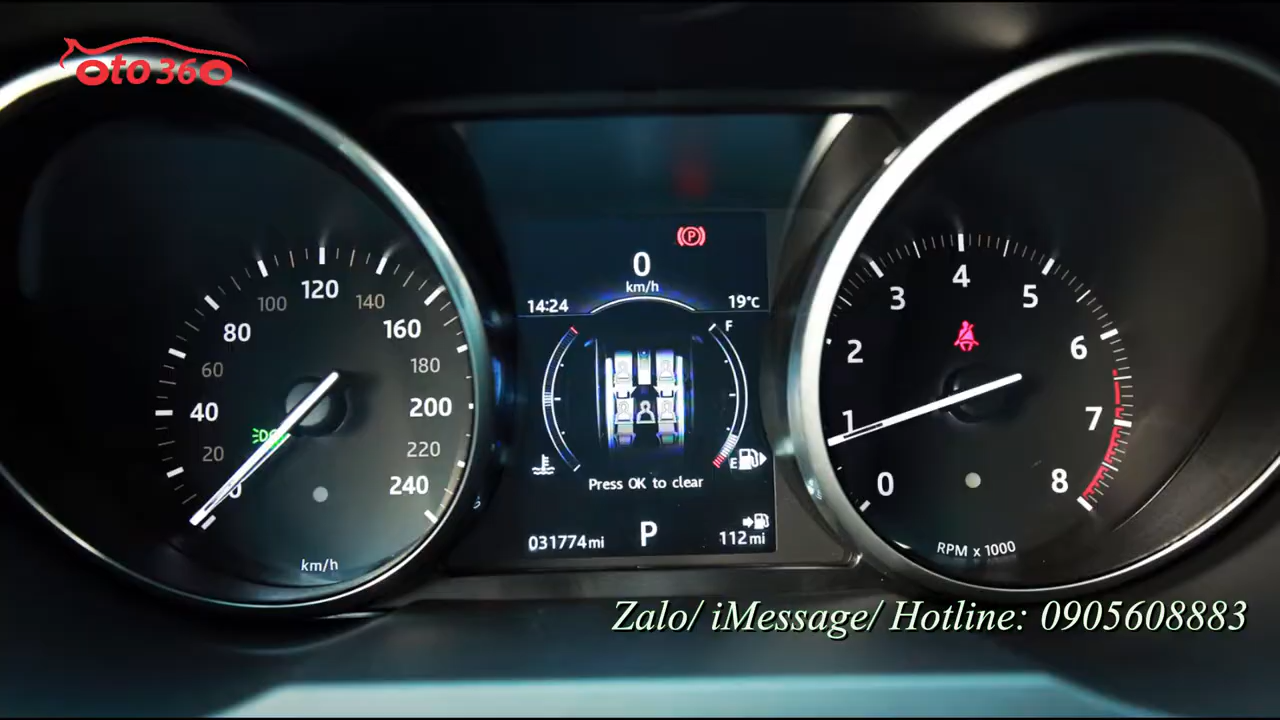 oto360
0
km/h
14:24
19°c
F
E
Press OK to clear
P
031774mi
112mi
0
20
40
60
80
100
120
140
160
180
200
220
240
km/h
0
1
2
3
4
5
6
7
8
RPM x 1000
Zalo/ iMessage/ Hotline: 0905608883